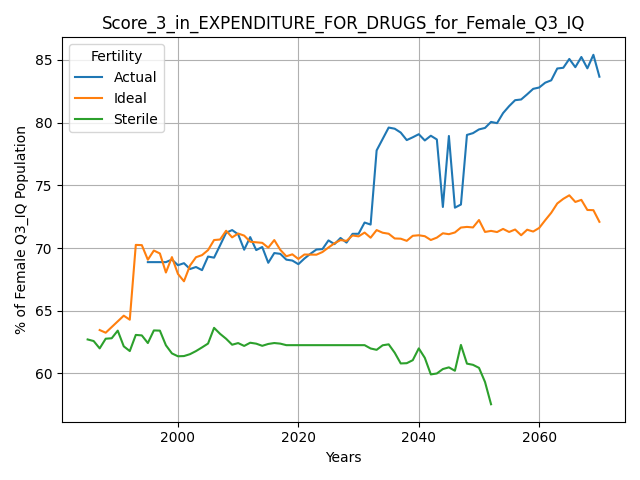 Score_3_in_EXPENDITURE_FOR_DRUGS_for_Female_Q3_IQ
% of Female Q3_IQ Population
85
80
75
70
65
60
Fertility
Actual
Ideal
Sterile
2000 2020 2040 2060
Years